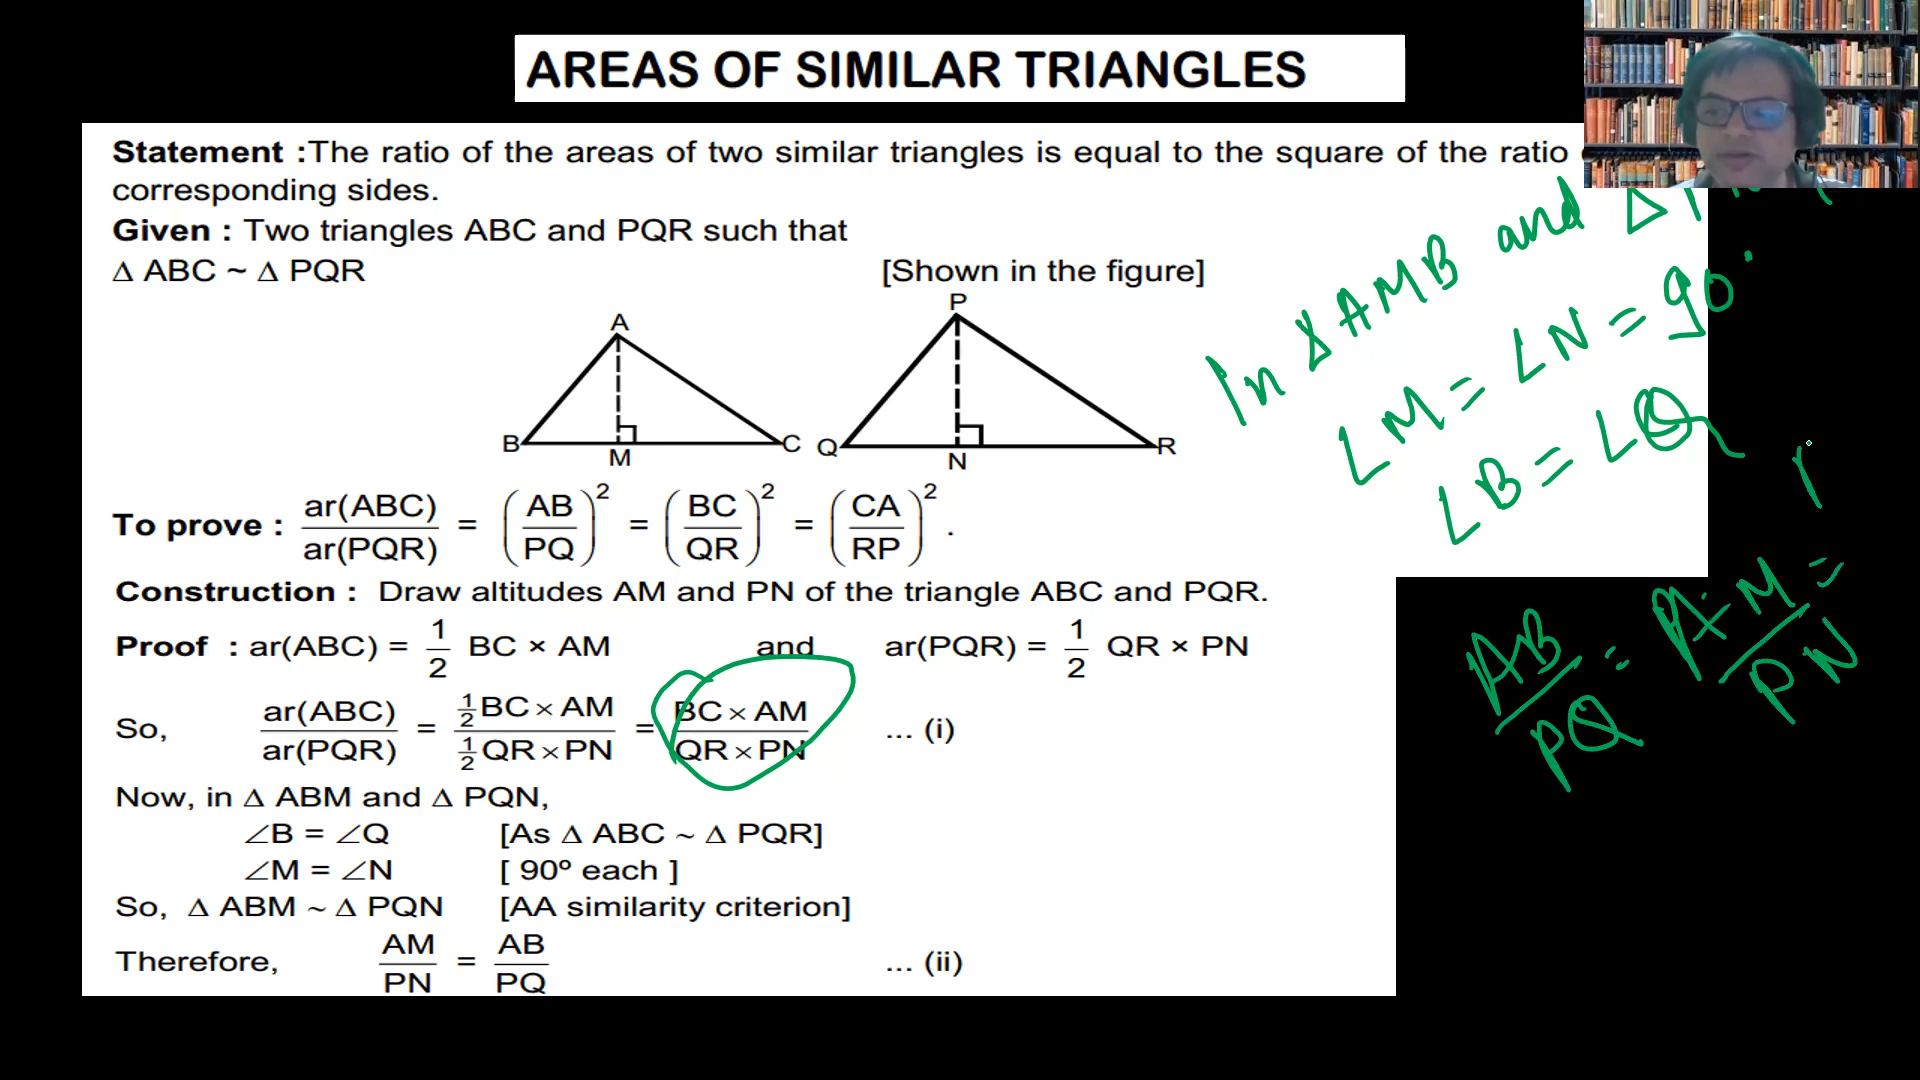 AREAS OF SIMILAR TRIANGLES
Statement :The ratio of the areas of two similar triangles is equal to the square of the ratio
corresponding sides.
Given : Two triangles ABC and PQR such that
Δ ABC ~ Δ PQR [Shown in the figure]
A P
B M C Q N R
To prove : ar(ABC)/ar(PQR) = (AB/PQ)² = (BC/QR)² = (CA/RP)² .
Construction : Draw altitudes AM and PN of the triangle ABC and PQR.
Proof : ar(ABC) = 1/2 BC × AM and ar(PQR) = 1/2 QR × PN
So, ar(ABC)/ar(PQR) = (1/2 BC × AM)/(1/2 QR × PN) = (BC × AM)/(QR × PN) ... (i)
Now, in Δ ABM and Δ PQN,
∠B = ∠Q [As Δ ABC ~ Δ PQR]
∠M = ∠N [ 90º each ]
So, Δ ABM ~ Δ PQN [AA similarity criterion]
Therefore, AM/PN = AB/PQ ... (ii)
In Δ AMB and Δ
∠M = ∠N = 90°
∠B = ∠Q
AB/PQ = AM/PN =